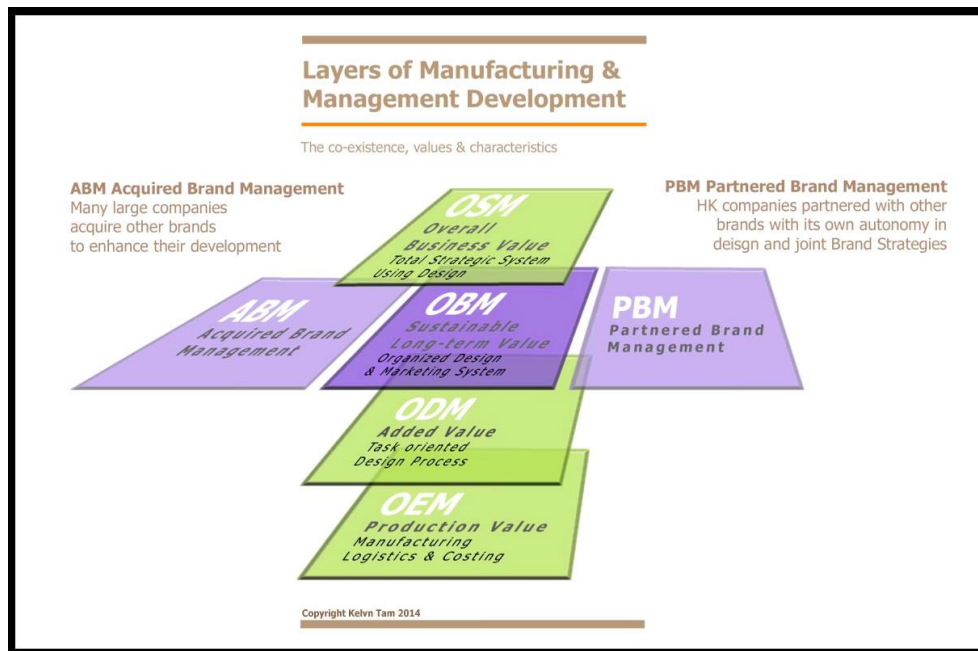 Layers of Manufacturing &
Management Development
The co-existence, values & characteristics
ABM Acquired Brand Management
Many large companies
acquire other brands
to enhance their development
PBM Partnered Brand Management
HK companies partnered with other
brands with its own autonomy in
deisgn and joint Brand Strategies
OSM
Overall
Business Value
Total Strategic System
Using Design
ABM
Acquired Brand
Management
OBM
Sustainable
Long-term Value
Organized Design
& Marketing System
PBM
Partnered Brand
Management
ODM
Added Value
Task oriented
Design Process
OEM
Production Value
Manufacturing
Logistics & Costing
Copyright Kelvn Tam 2014